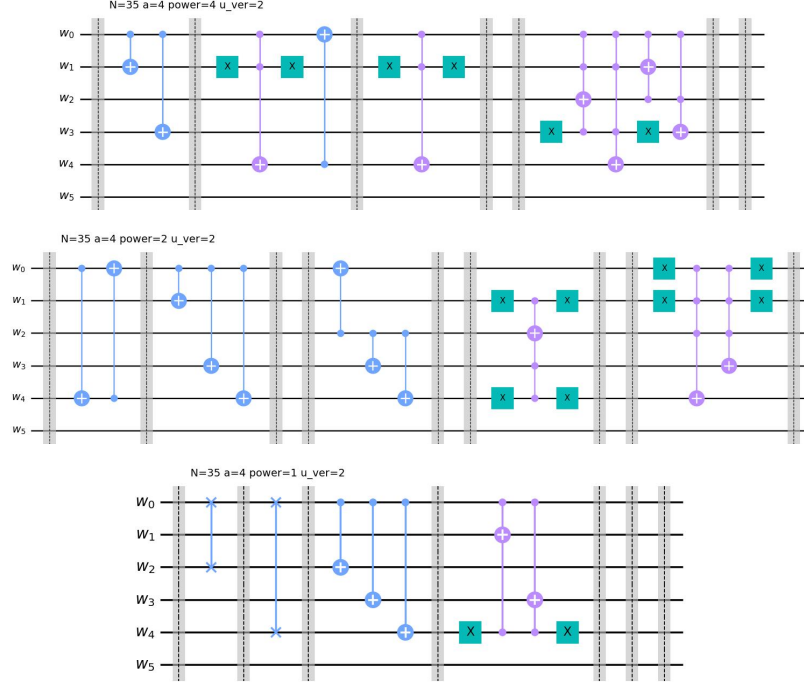 N=35 a=4 power=4 u_ver=2
w0
w1 X X X X
w2
w3 X X
w4
w5
N=35 a=4 power=2 u_ver=2
w0 X X
w1 X X X X
w2
w3
w4 X X
w5
N=35 a=4 power=1 u_ver=2
w0
w1
w2
w3
w4 X X
w5